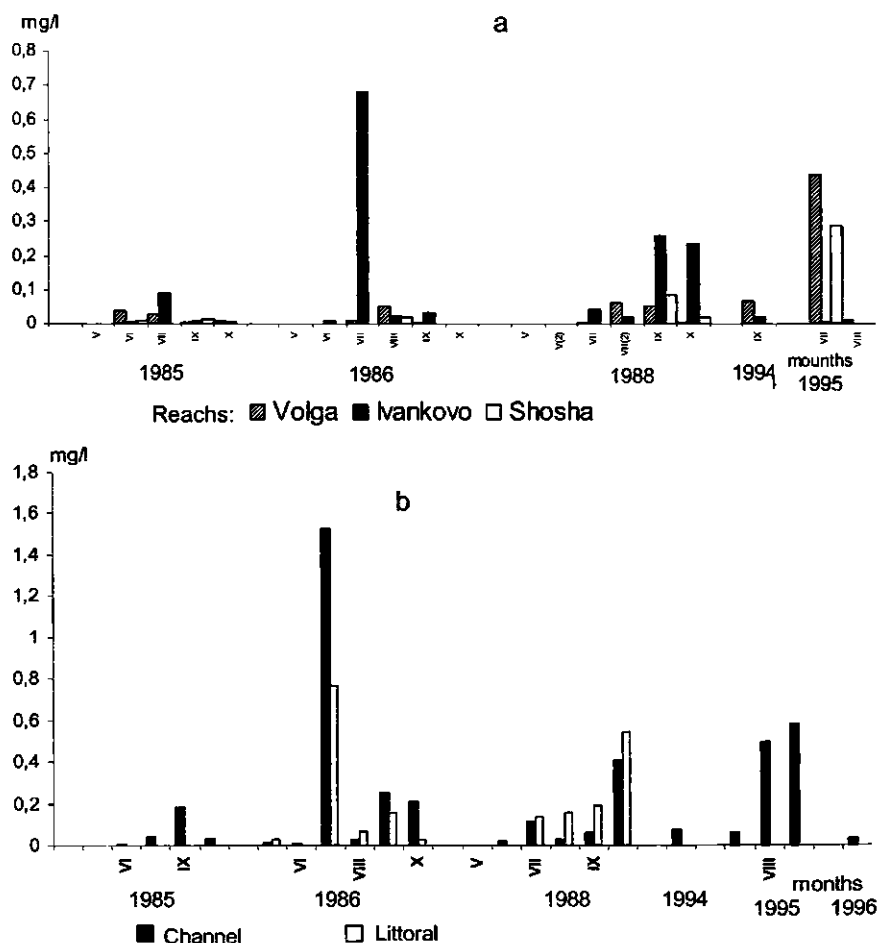 mg/l
a
0,8
0,7
0,6
0,5
0,4
0,3
0,2
0,1
0
V VI VII IX X V VI VII VIII IX X V V(2) VII VIII(2) IX X IX VII VIII
mounths
1985 1986 1988 1994 1995
Reachs: Volga Ivankovo Shosha
mg/l
b
1,8
1,6
1,4
1,2
1
0,8
0,6
0,4
0,2
0
VI IX VI VIII X V VII IX VIII
months
1985 1986 1988 1994 1995 1996
Channel Littoral